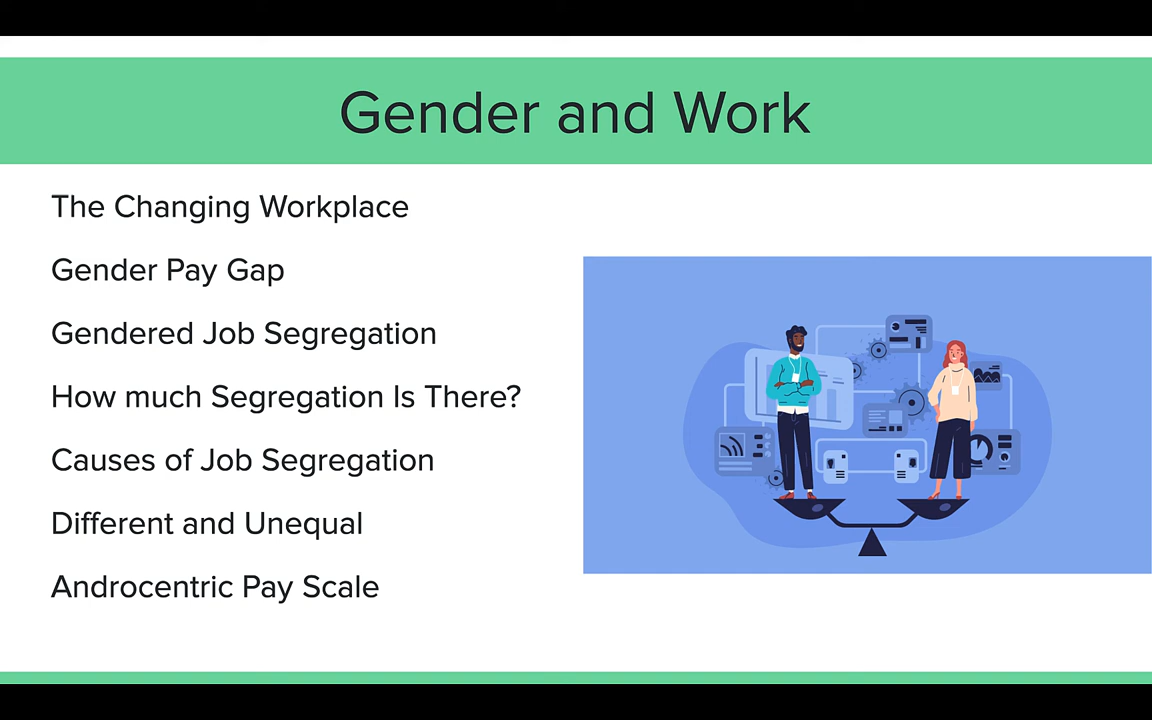 Gender and Work
The Changing Workplace
Gender Pay Gap
Gendered Job Segregation
How much Segregation Is There?
Causes of Job Segregation
Different and Unequal
Androcentric Pay Scale